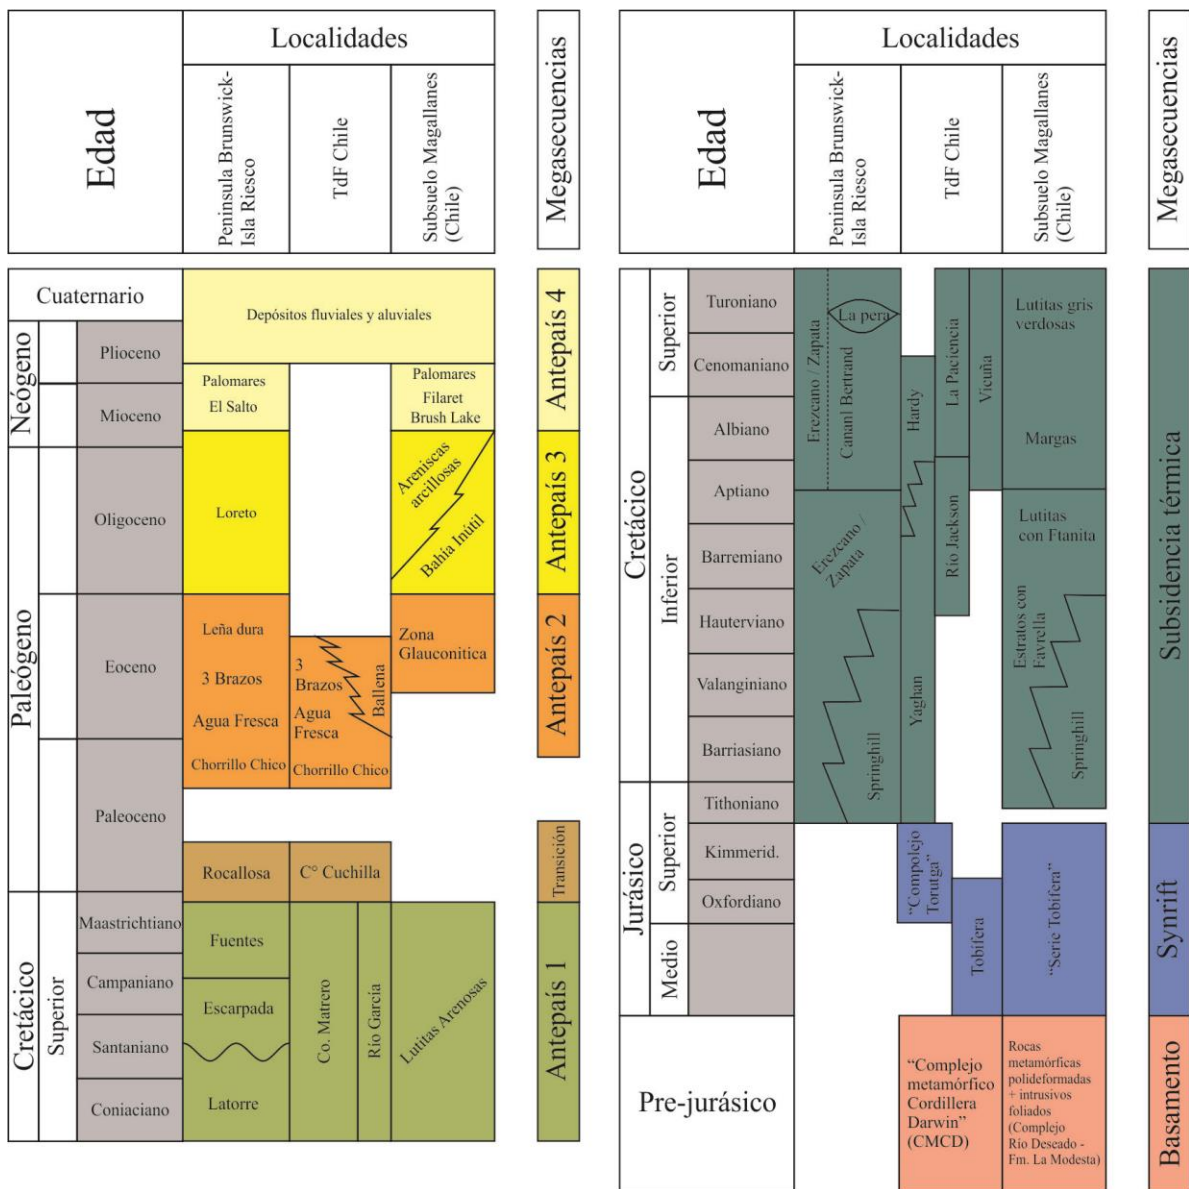 Edad
Localidades
Peninsula Brunswick-
Isla Riesco
TdF Chile
Subsuelo Magallanes
(Chile)
Megasecuencias
Cuaternario
Neógeno
Plioceno
Mioceno
Paleógeno
Oligoceno
Eoceno
Paleoceno
Cretácico
Superior
Maastrichtiano
Campaniano
Santaniano
Coniaciano
Depósitos fluviales y aluviales
Palomares
El Salto
Palomares
Filaret
Brush Lake
Loreto
Areniscas
arcillosas
Bahía Inútil
Leña dura
3 Brazos
Agua Fresca
Chorrillo Chico
3
Brazos
Agua
Fresca
Ballena
Chorrillo Chico
Zona
Glauconitica
Rocallosa
C° Cuchilla
Fuentes
Escarpada
Latorre
Co. Matrero
Río García
Lutitas Arenosas
Antepaís 4
Antepaís 3
Antepaís 2
Transición
Antepaís 1
Edad
Localidades
Peninsula Brunswick-
Isla Riesco
TdF Chile
Subsuelo Magallanes
(Chile)
Megasecuencias
Cretácico
Superior
Turoniano
Cenomaniano
Inferior
Albiano
Aptiano
Barremiano
Hauterviano
Valanginiano
Barriasiano
Jurásico
Superior
Tithoniano
Kimmerid.
Oxfordiano
Medio
Pre-jurásico
Erezcano / Zapata
La pera
Cananl Bertrand
Erezcano /
Zapata
Springhill
Hardy
Yaghan
La Paciencia
Río Jackson
Vicuña
Lutitas gris
verdosas
Margas
Lutitas
con Ftanita
Estratos con
Favrella
Springhill
"Compolejo
Torutga"
Tobífera
"Serie Tobífera"
"Complejo
metamórfico
Cordillera
Darwin"
(CMCD)
Rocas
metamórficas
polideformadas
+ intrusivos
foliados
(Complejo
Río Deseado -
Fm. La Modesta)
Subsidencia térmica
Synrift
Basamento